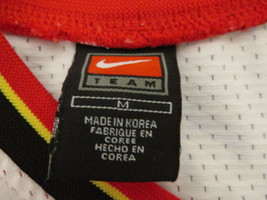 TEAM
M
MADE IN KOREA
FABRIQUE EN
COREE
HECHO EN
COREA